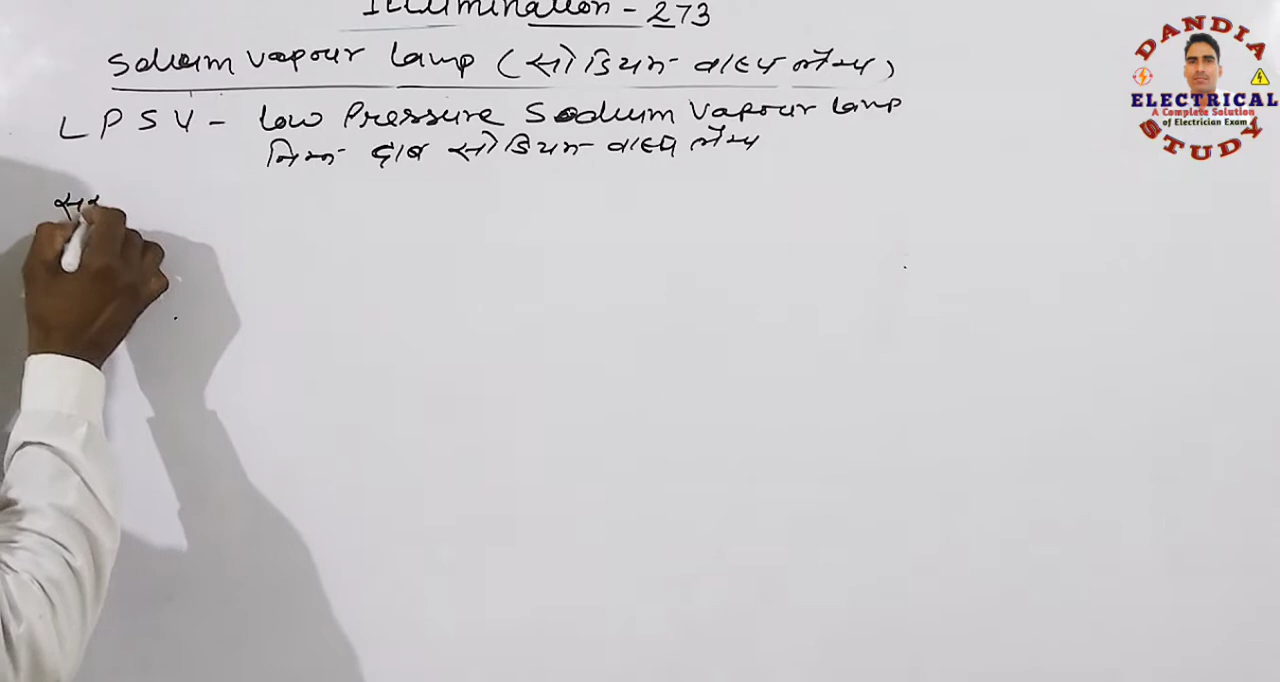 Illumination - 273
Sodium vapour lamp (सोडियम वाष्प लैम्प)
L P S V - Low Pressure Sodium Vapour lamp
निम्न दाब सोडियम वाष्प लैम्प
DANDIA
ELECTRICAL
A Complete Solution
of Electrician Exam
STUDY